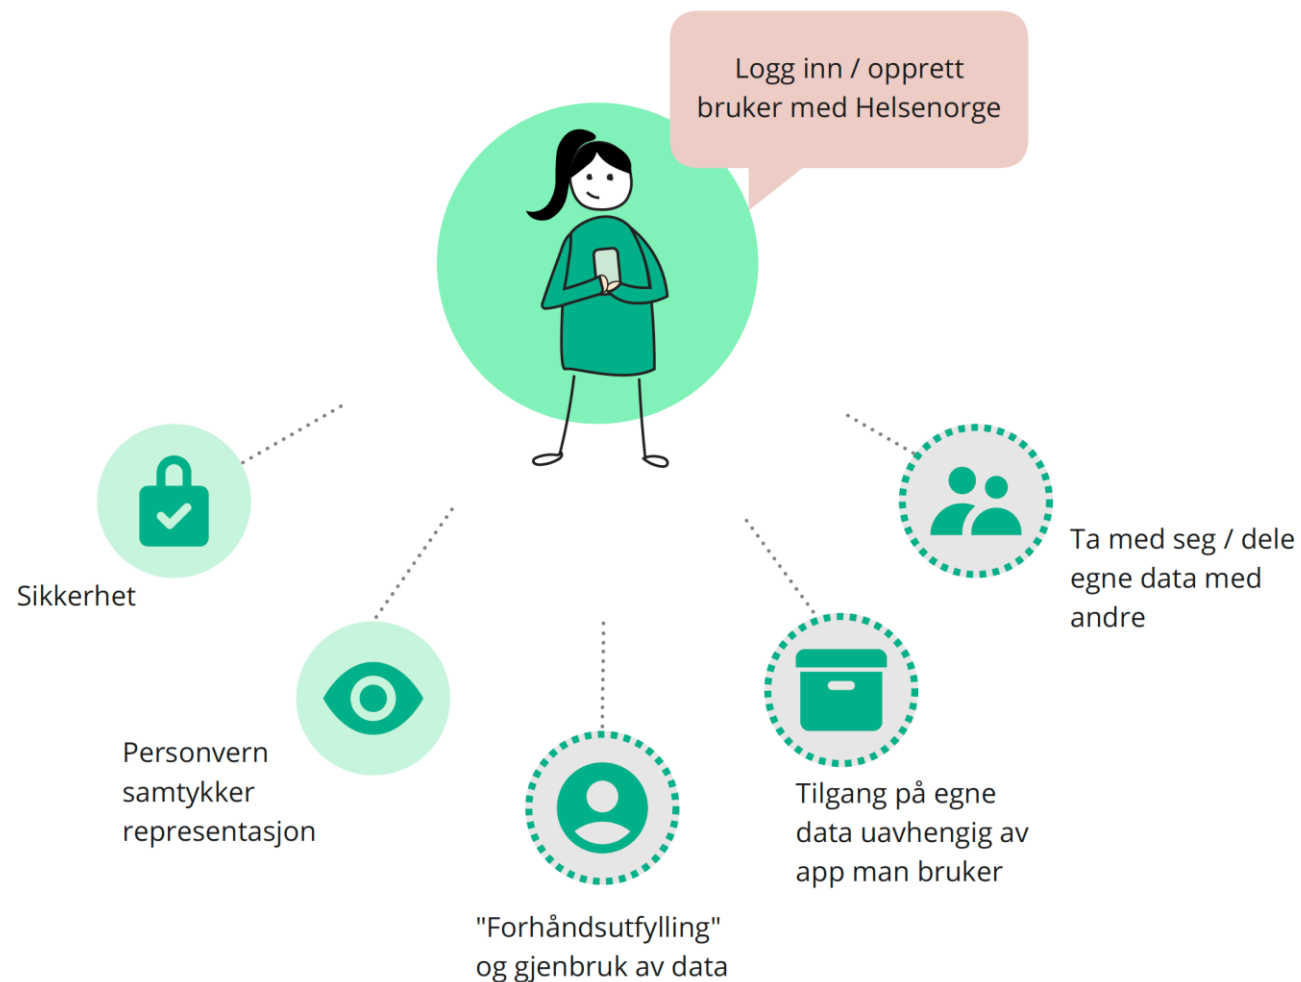 Logg inn / opprett
bruker med Helsenorge
Sikkerhet
Personvern
samtykker
representasjon
"Forhåndsutfylling"
og gjenbruk av data
Tilgang på egne
data uavhengig av
app man bruker
Ta med seg / dele
egne data med
andre